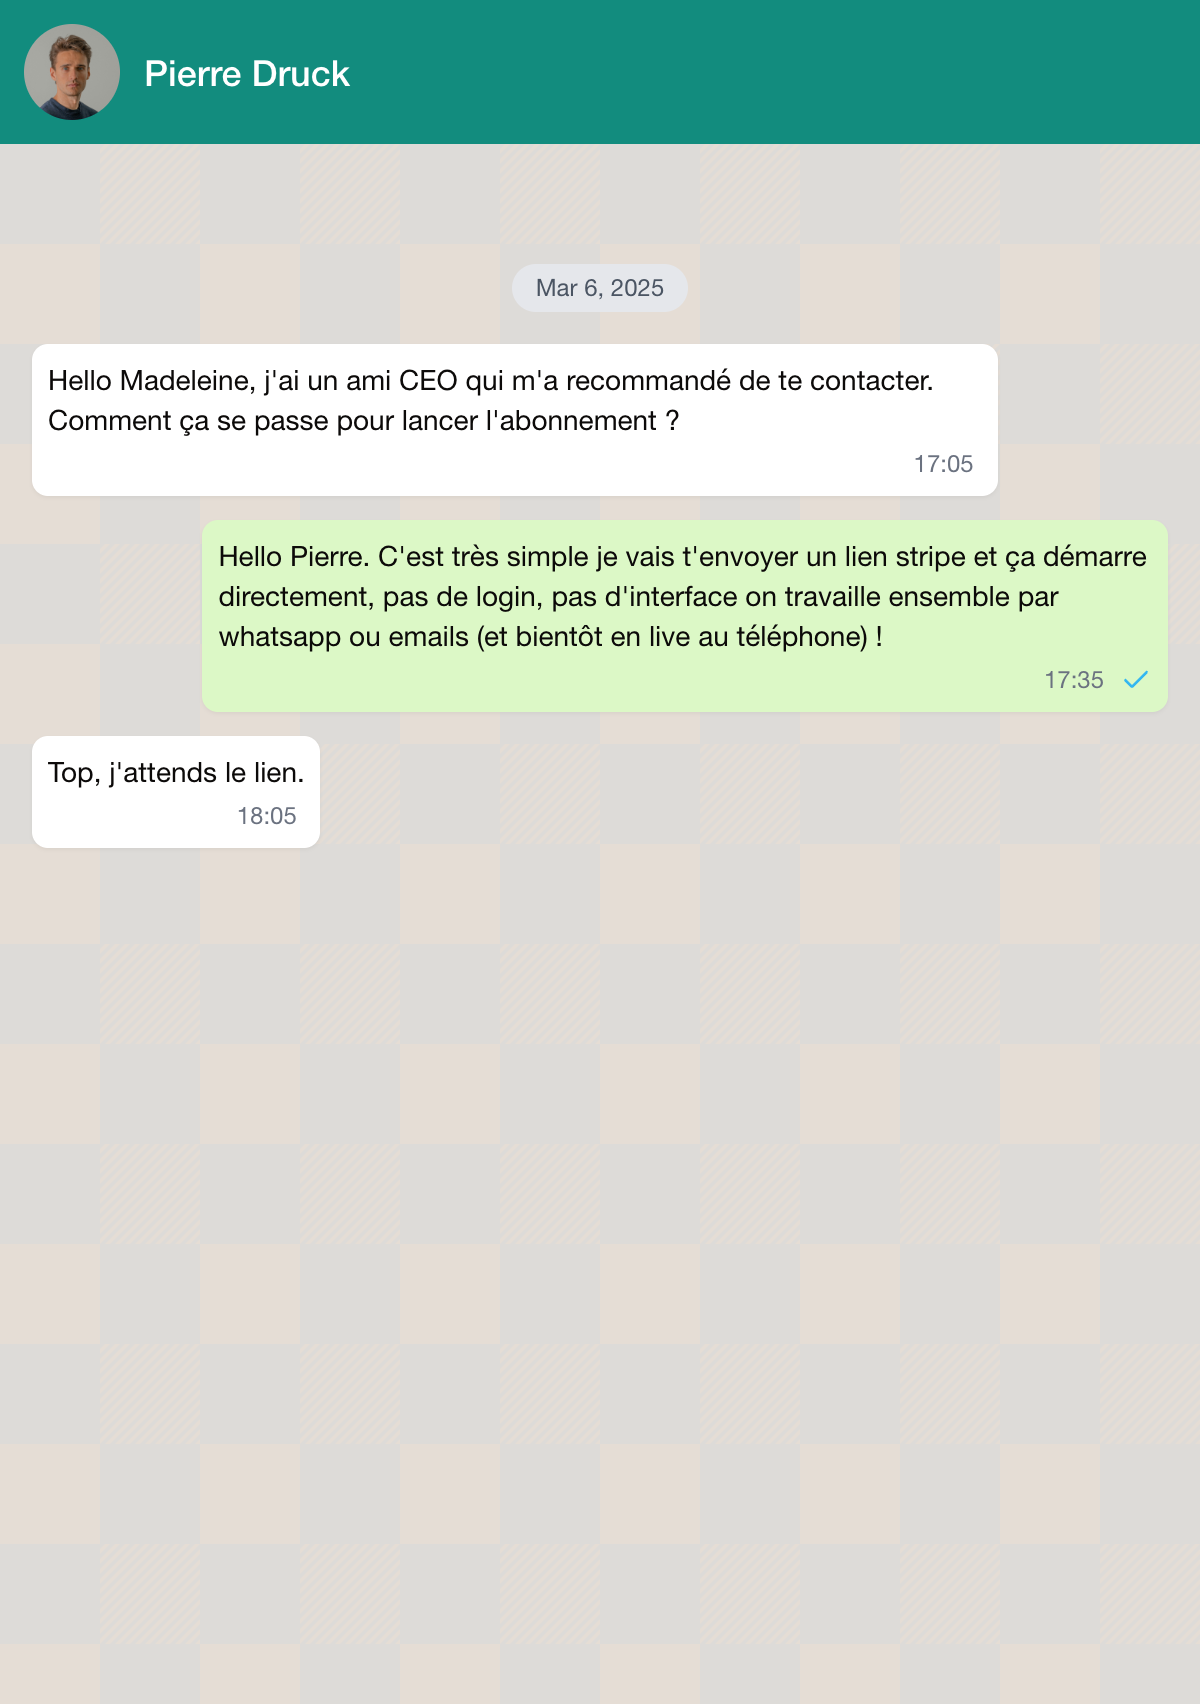 Pierre Druck
Mar 6, 2025
Hello Madeleine, j'ai un ami CEO qui m'a recommandé de te contacter.
Comment ça se passe pour lancer l'abonnement ?
17:05
Hello Pierre. C'est très simple je vais t'envoyer un lien stripe et ça démarre
directement, pas de login, pas d'interface on travaille ensemble par
whatsapp ou emails (et bientôt en live au téléphone) !
17:35
Top, j'attends le lien.
18:05